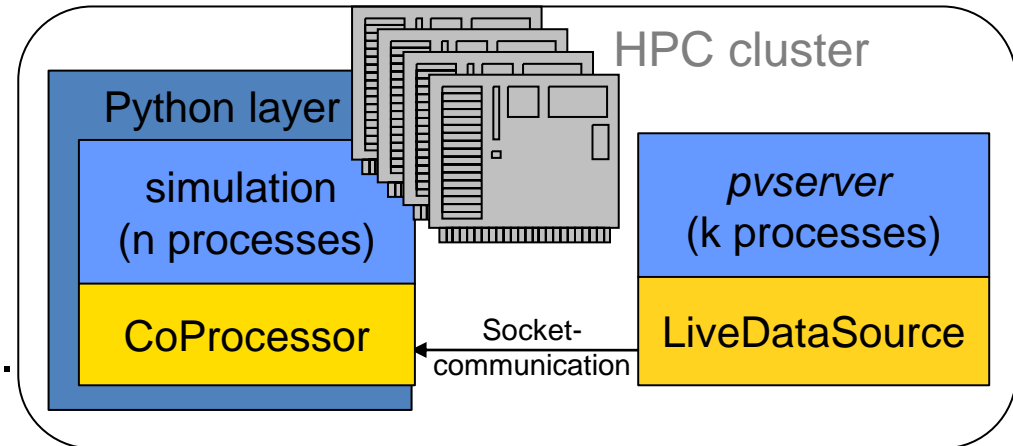 HPC cluster
Python layer
simulation
(n processes)
CoProcessor
Socket-
communication
pvserver
(k processes)
LiveDataSource
.